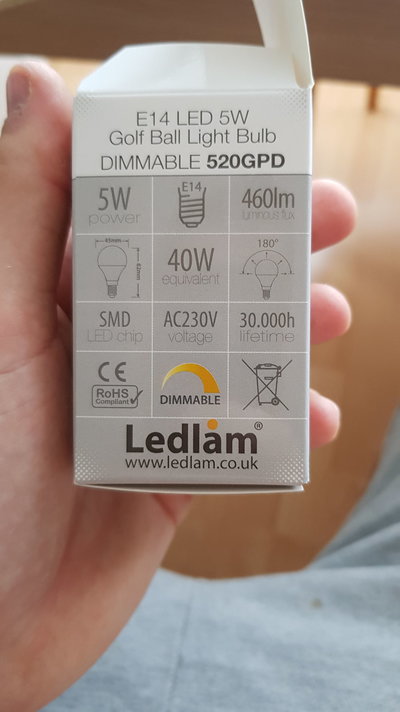 E14 LED 5W
Golf Ball Light Bulb
DIMMABLE 520GPD
5W
power
E14
460lm
luminous flux
45mm
82mm
40W
equivalent
180°
SMD
LED chip
AC230V
voltage
30.000h
lifetime
CE
RoHS
Compliant
DIMMABLE
Ledlam®
www.ledlam.co.uk